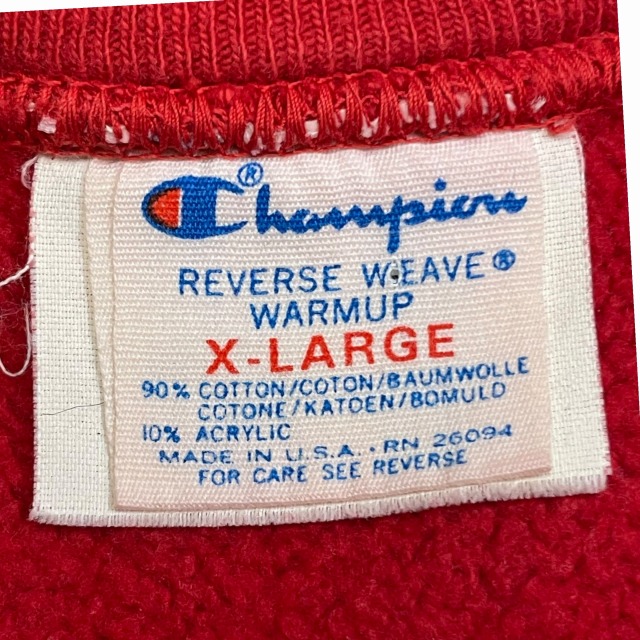 Champion®
REVERSE WEAVE®
WARMUP
X-LARGE
90% COTTON/COTON/BAUMWOLLE
COTONE/KATOEN/BOMULD
10% ACRYLIC
MADE IN U.S.A. · RN 26094
FOR CARE SEE REVERSE